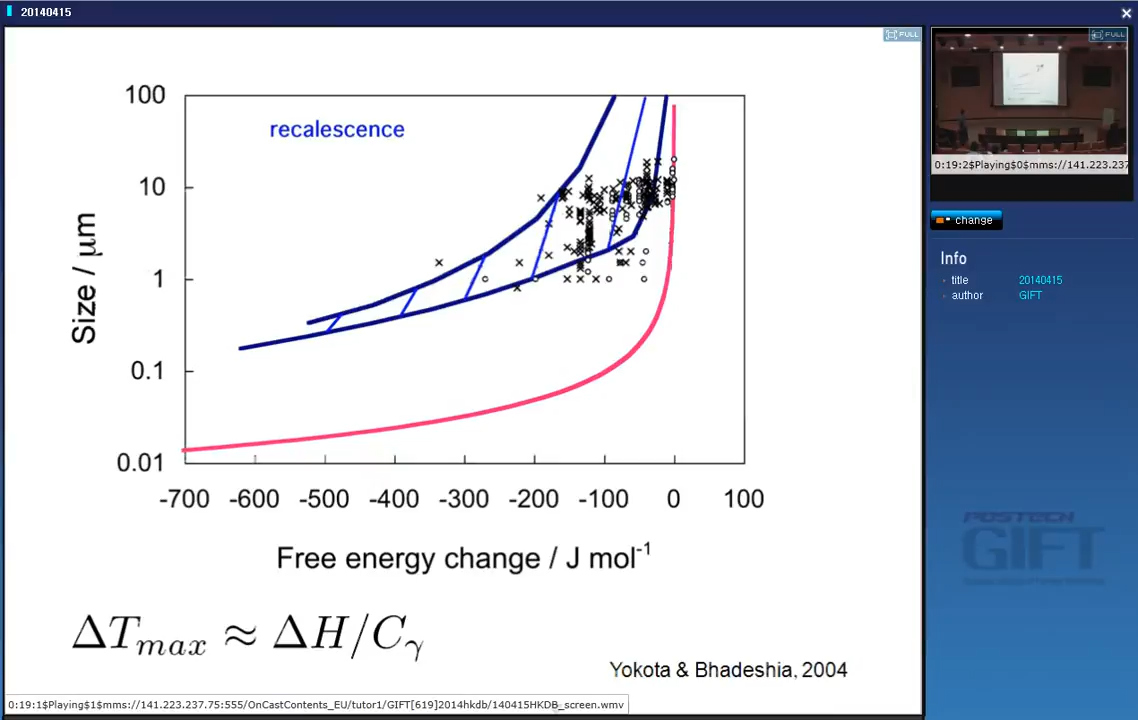 20140415
FULL
100
recalescence
10
1
0.1
0.01
Size / μm
-700 -600 -500 -400 -300 -200 -100 0 100
Free energy change / J mol-1
ΔTmax ≈ ΔH/Cγ
Yokota & Bhadeshia, 2004
0:19:1$Playing$1$mms://141.223.237.75:555/OnCastContents_EU/tutor1/GIFT[619]2014hkdb/140415HKDB_screen.wmv
FULL
0:19:2$Playing$0$mms://141.223.237
change
Info
title 20140415
author GIFT
POSTECH
GIFT